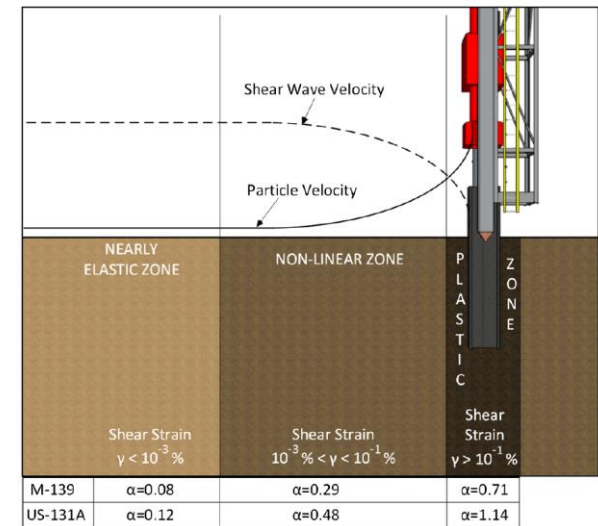 Shear Wave Velocity
Particle Velocity
NEARLY
ELASTIC ZONE
NON-LINEAR ZONE
PLASTIC
ZONE
Shear Strain
γ < 10⁻³ %
Shear Strain
10⁻³ % < γ < 10⁻¹ %
Shear
Strain
γ > 10⁻¹ %
M-139 α=0.08 α=0.29 α=0.71
US-131A α=0.12 α=0.48 α=1.14